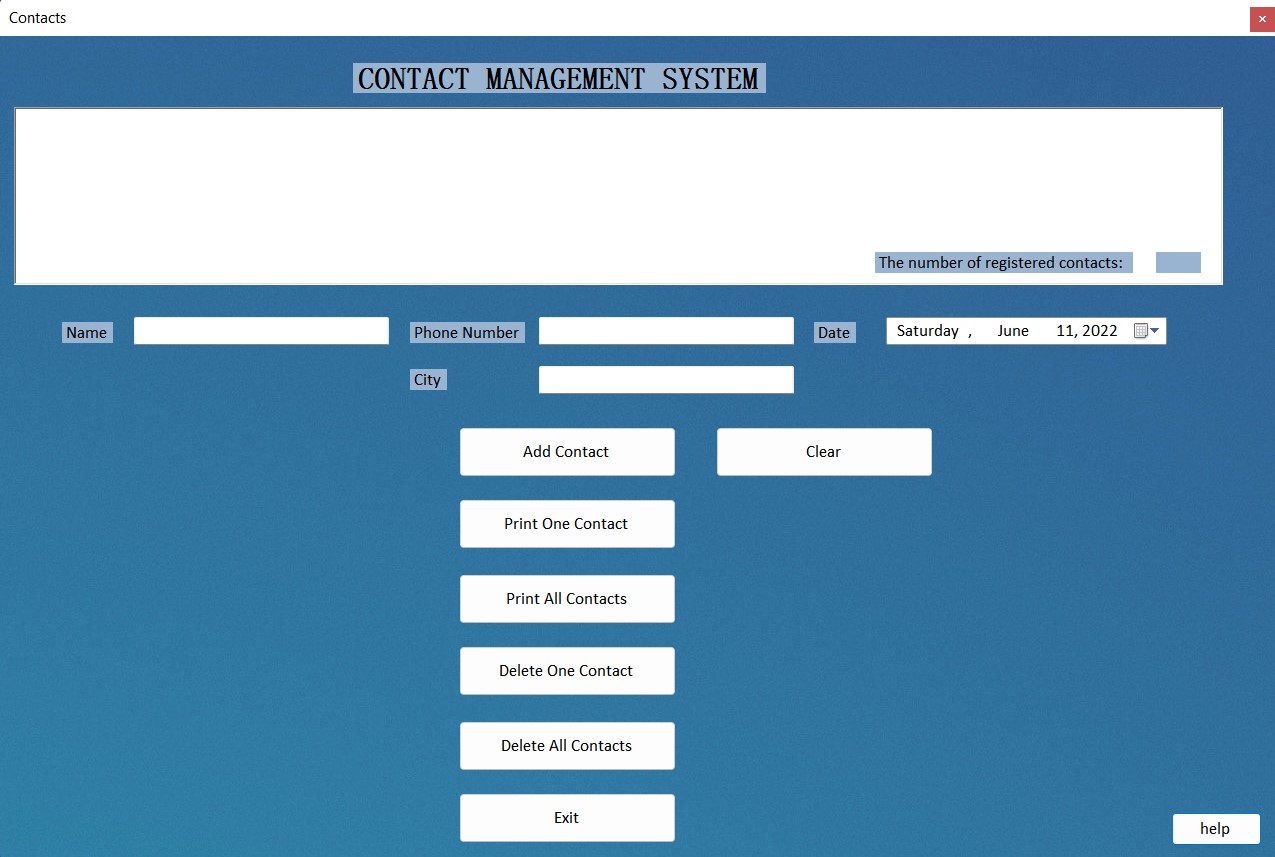 Contacts
CONTACT MANAGEMENT SYSTEM
The number of registered contacts:
Name
Phone Number
Date
Saturday , June 11, 2022
City
Add Contact
Clear
Print One Contact
Print All Contacts
Delete One Contact
Delete All Contacts
Exit
help